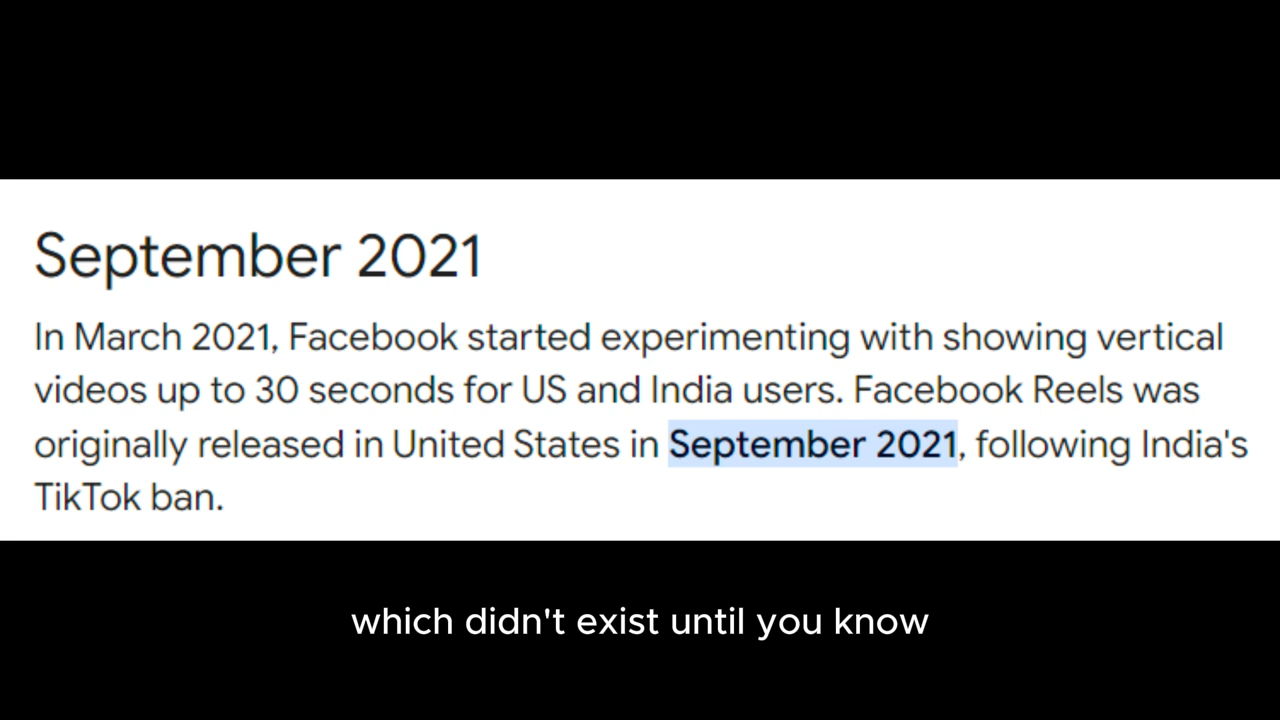 September 2021
In March 2021, Facebook started experimenting with showing vertical
videos up to 30 seconds for US and India users. Facebook Reels was
originally released in United States in September 2021, following India's
TikTok ban.
which didn't exist until you know